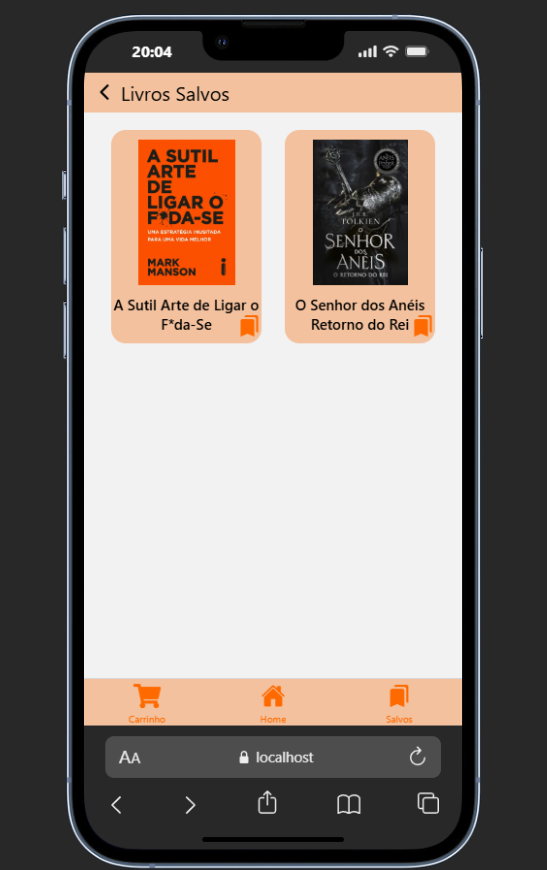 20:04
Livros Salvos
A SUTIL
ARTE
DE
LIGAR O
F*DA-SE
UMA ESTRATÉGIA INUSITADA
PARA UMA VIDA MELHOR
MARK
MANSON
A Sutil Arte de Ligar o
F*da-Se
J.R.R.
TOLKIEN
O
SENHOR
DOS
ANÉIS
O RETORNO DO REI
O Senhor dos Anéis
Retorno do Rei
Carrinho
Home
Salvos
AA
localhost